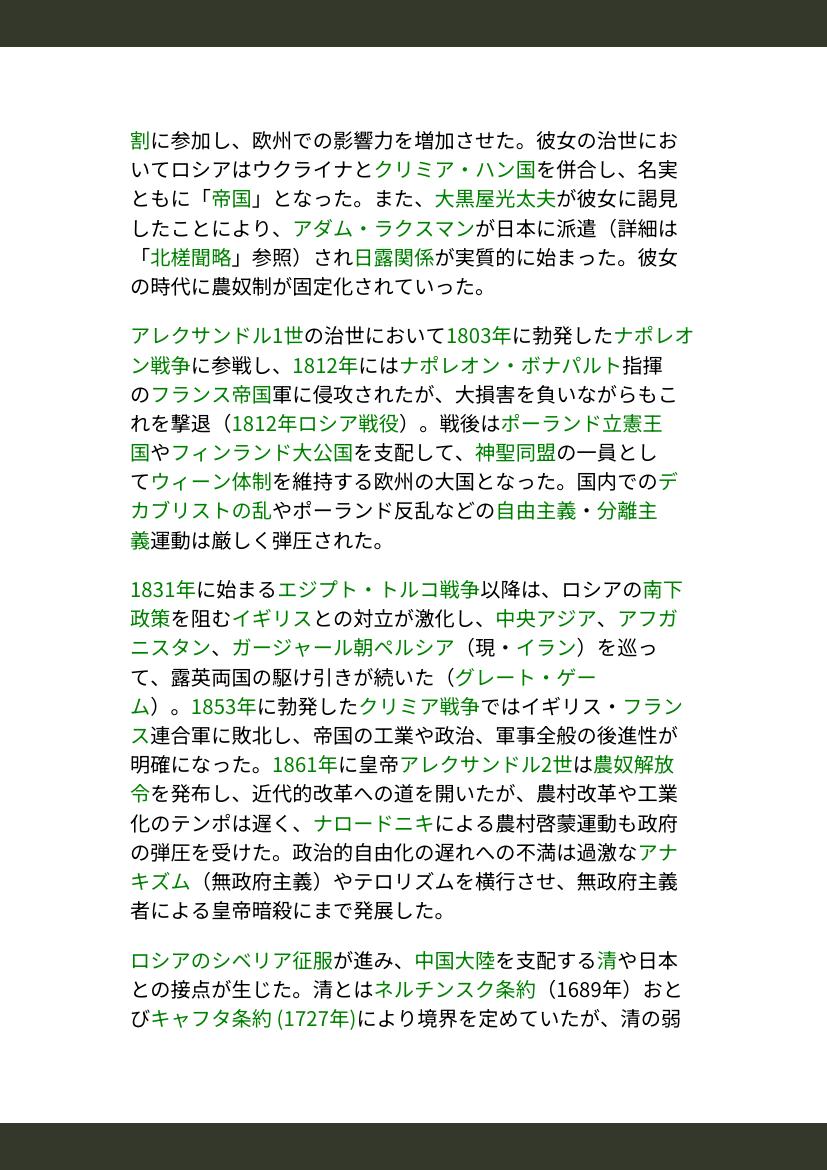 割に参加し、欧州での影響力を増加させた。彼女の治世にお
いてロシアはウクライナとクリミア・ハン国を併合し、名実
ともに「帝国」となった。また、大黒屋光太夫が彼女に謁見
したことにより、アダム・ラクスマンが日本に派遣（詳細は
「北槎聞略」参照）され日露関係が実質的に始まった。彼女
の時代に農奴制が固定化されていった。
アレクサンドル1世の治世において1803年に勃発したナポレオ
ン戦争に参戦し、1812年にはナポレオン・ボナパルト指揮
のフランス帝国軍に侵攻されたが、大損害を負いながらもこ
れを撃退（1812年ロシア戦役）。戦後はポーランド立憲王
国やフィンランド大公国を支配して、神聖同盟の一員とし
てウィーン体制を維持する欧州の大国となった。国内でのデ
カブリストの乱やポーランド反乱などの自由主義・分離主
義運動は厳しく弾圧された。
1831年に始まるエジプト・トルコ戦争以降は、ロシアの南下
政策を阻むイギリスとの対立が激化し、中央アジア、アフガ
ニスタン、ガージャール朝ペルシア（現・イラン）を巡っ
て、露英両国の駆け引きが続いた（グレート・ゲー
ム）。1853年に勃発したクリミア戦争ではイギリス・フラン
ス連合軍に敗北し、帝国の工業や政治、軍事全般の後進性が
明確になった。1861年に皇帝アレクサンドル2世は農奴解放
令を発布し、近代的改革への道を開いたが、農村改革や工業
化のテンポは遅く、ナロードニキによる農村啓蒙運動も政府
の弾圧を受けた。政治的自由化の遅れへの不満は過激なアナ
キズム（無政府主義）やテロリズムを横行させ、無政府主義
者による皇帝暗殺にまで発展した。
ロシアのシベリア征服が進み、中国大陸を支配する清や日本
との接点が生じた。清とはネルチンスク条約（1689年）およ
びキャフタ条約 (1727年)により境界を定めていたが、清の弱